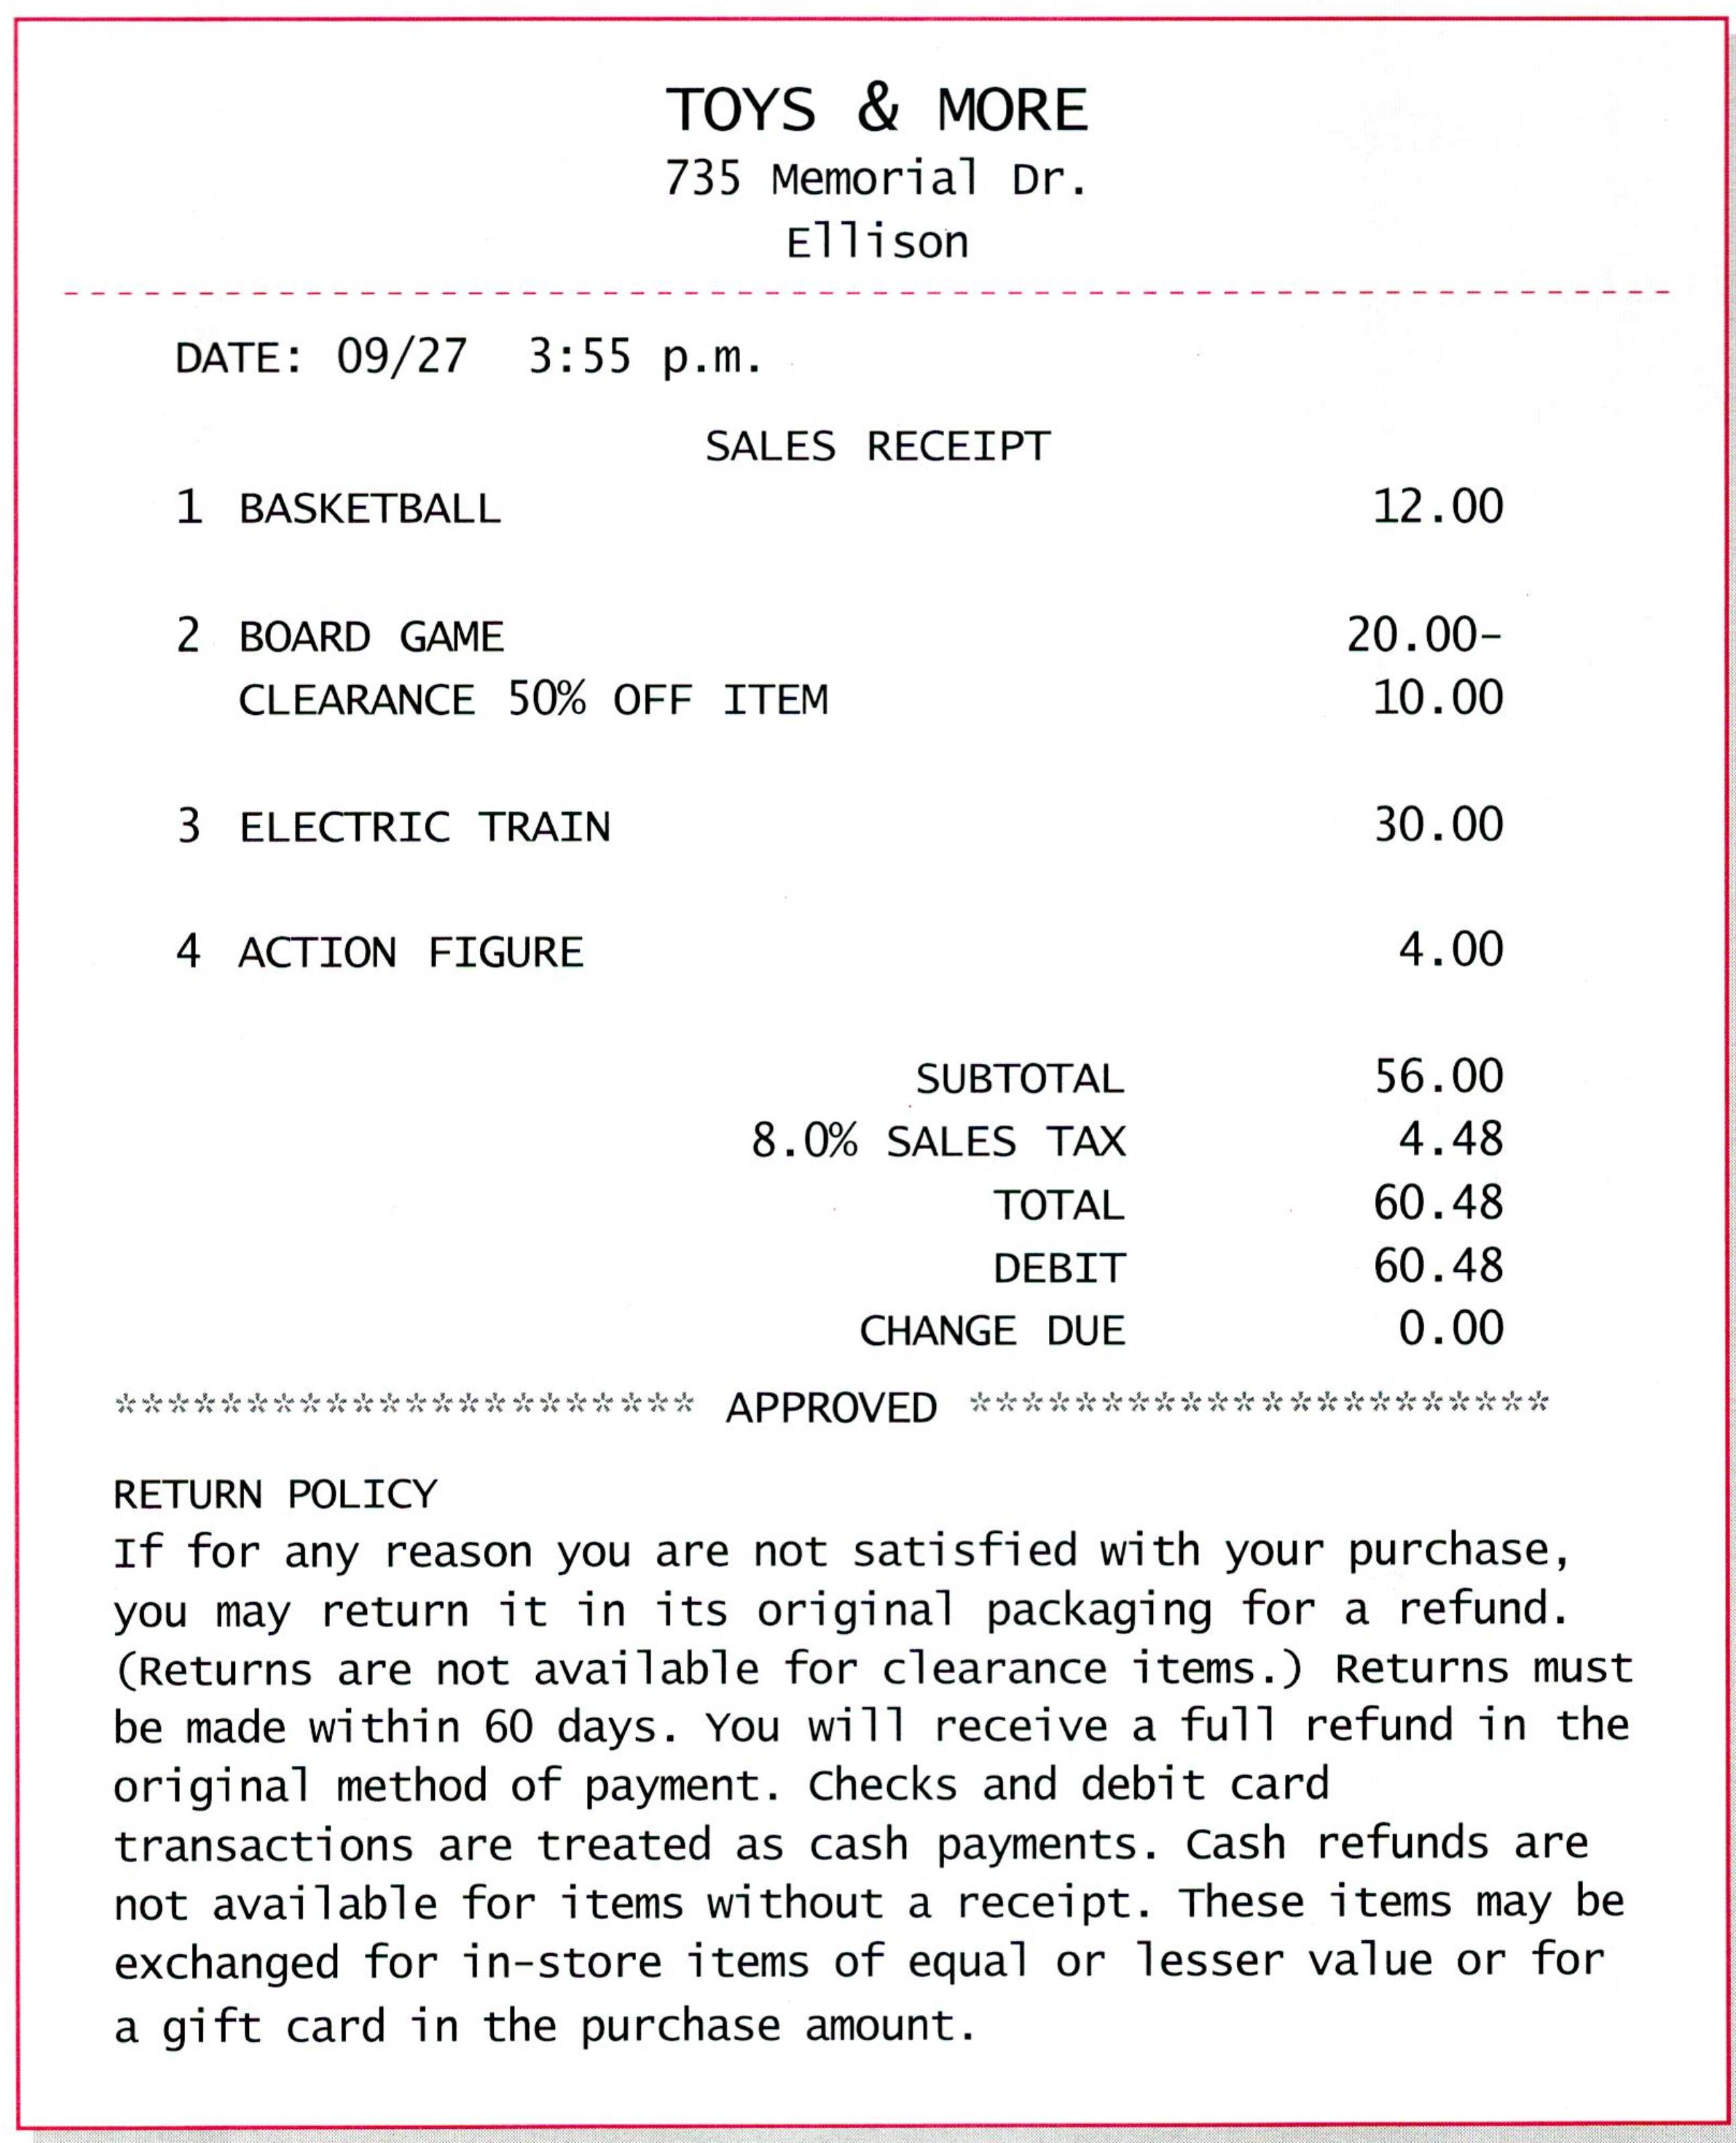 TOYS & MORE
735 Memorial Dr.
Ellison
DATE: 09/27 3:55 p.m.
SALES RECEIPT
1 BASKETBALL 12.00
2 BOARD GAME 20.00-
CLEARANCE 50% OFF ITEM 10.00
3 ELECTRIC TRAIN 30.00
4 ACTION FIGURE 4.00
SUBTOTAL 56.00
8.0% SALES TAX 4.48
TOTAL 60.48
DEBIT 60.48
CHANGE DUE 0.00
********************** APPROVED **********************
RETURN POLICY
If for any reason you are not satisfied with your purchase,
you may return it in its original packaging for a refund.
(Returns are not available for clearance items.) Returns must
be made within 60 days. You will receive a full refund in the
original method of payment. Checks and debit card
transactions are treated as cash payments. Cash refunds are
not available for items without a receipt. These items may be
exchanged for in-store items of equal or lesser value or for
a gift card in the purchase amount.